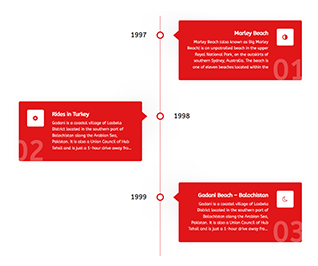 1997
Marley Beach
Marley Beach (also known as Big Marley
Beach) is an unpatrolled beach in the upper
Royal National Park, on the outskirts of
southern Sydney, Australia. The beach is
one of eleven beaches located within the
01
Rides in Turkey
Gadani is a coastal village of Lasbela
District located in the southern part of
Balochistan along the Arabian Sea,
Pakistan. It is also a Union Council of Hub
Tehsil and is just a 1-hour drive away fro...
02
1998
1999
Gadani Beach – Balochistan
Gadani is a coastal village of Lasbela
District located in the southern part of
Balochistan along the Arabian Sea,
Pakistan. It is also a Union Council of Hub
Tehsil and is just a 1-hour drive away fro...
03